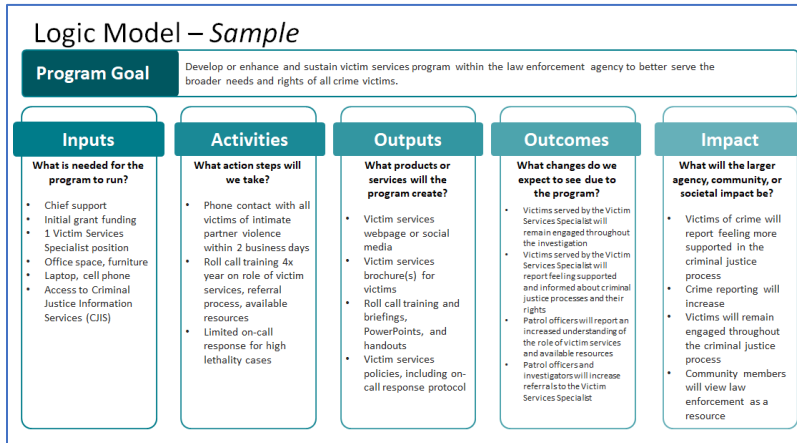 Logic Model – Sample
Program Goal
Develop or enhance and sustain victim services program within the law enforcement agency to better serve the
broader needs and rights of all crime victims.
Inputs
What is needed for the
program to run?
• Chief support
• Initial grant funding
• 1 Victim Services
Specialist position
• Office space, furniture
• Laptop, cell phone
• Access to Criminal
Justice Information
Services (CJIS)
Activities
What action steps will
we take?
• Phone contact with all
victims of intimate
partner violence
within 2 business days
• Roll call training 4x
year on role of victim
services, referral
process, available
resources
• Limited on-call
response for high
lethality cases
Outputs
What products or
services will the
program create?
• Victim services
webpage or social
media
• Victim services
brochure(s) for
victims
• Roll call training and
briefings,
PowerPoints, and
handouts
• Victim services
policies, including on-
call response protocol
Outcomes
What changes do we
expect to see due to
the program?
• Victims served by the Victim
Services Specialist will
remain engaged throughout
the investigation
• Victims served by the Victim
Services Specialist will
report feeling supported
and informed about criminal
justice processes and their
rights
• Patrol officers will report an
increased understanding of
the role of victim services
and available resources
• Patrol officers and
investigators will increase
referrals to the Victim
Services Specialist
Impact
What will the larger
agency, community, or
societal impact be?
• Victims of crime will
report feeling more
supported in the
criminal justice
process
• Crime reporting will
increase
• Victims will remain
engaged throughout
the criminal justice
process
• Community members
will view law
enforcement as a
resource